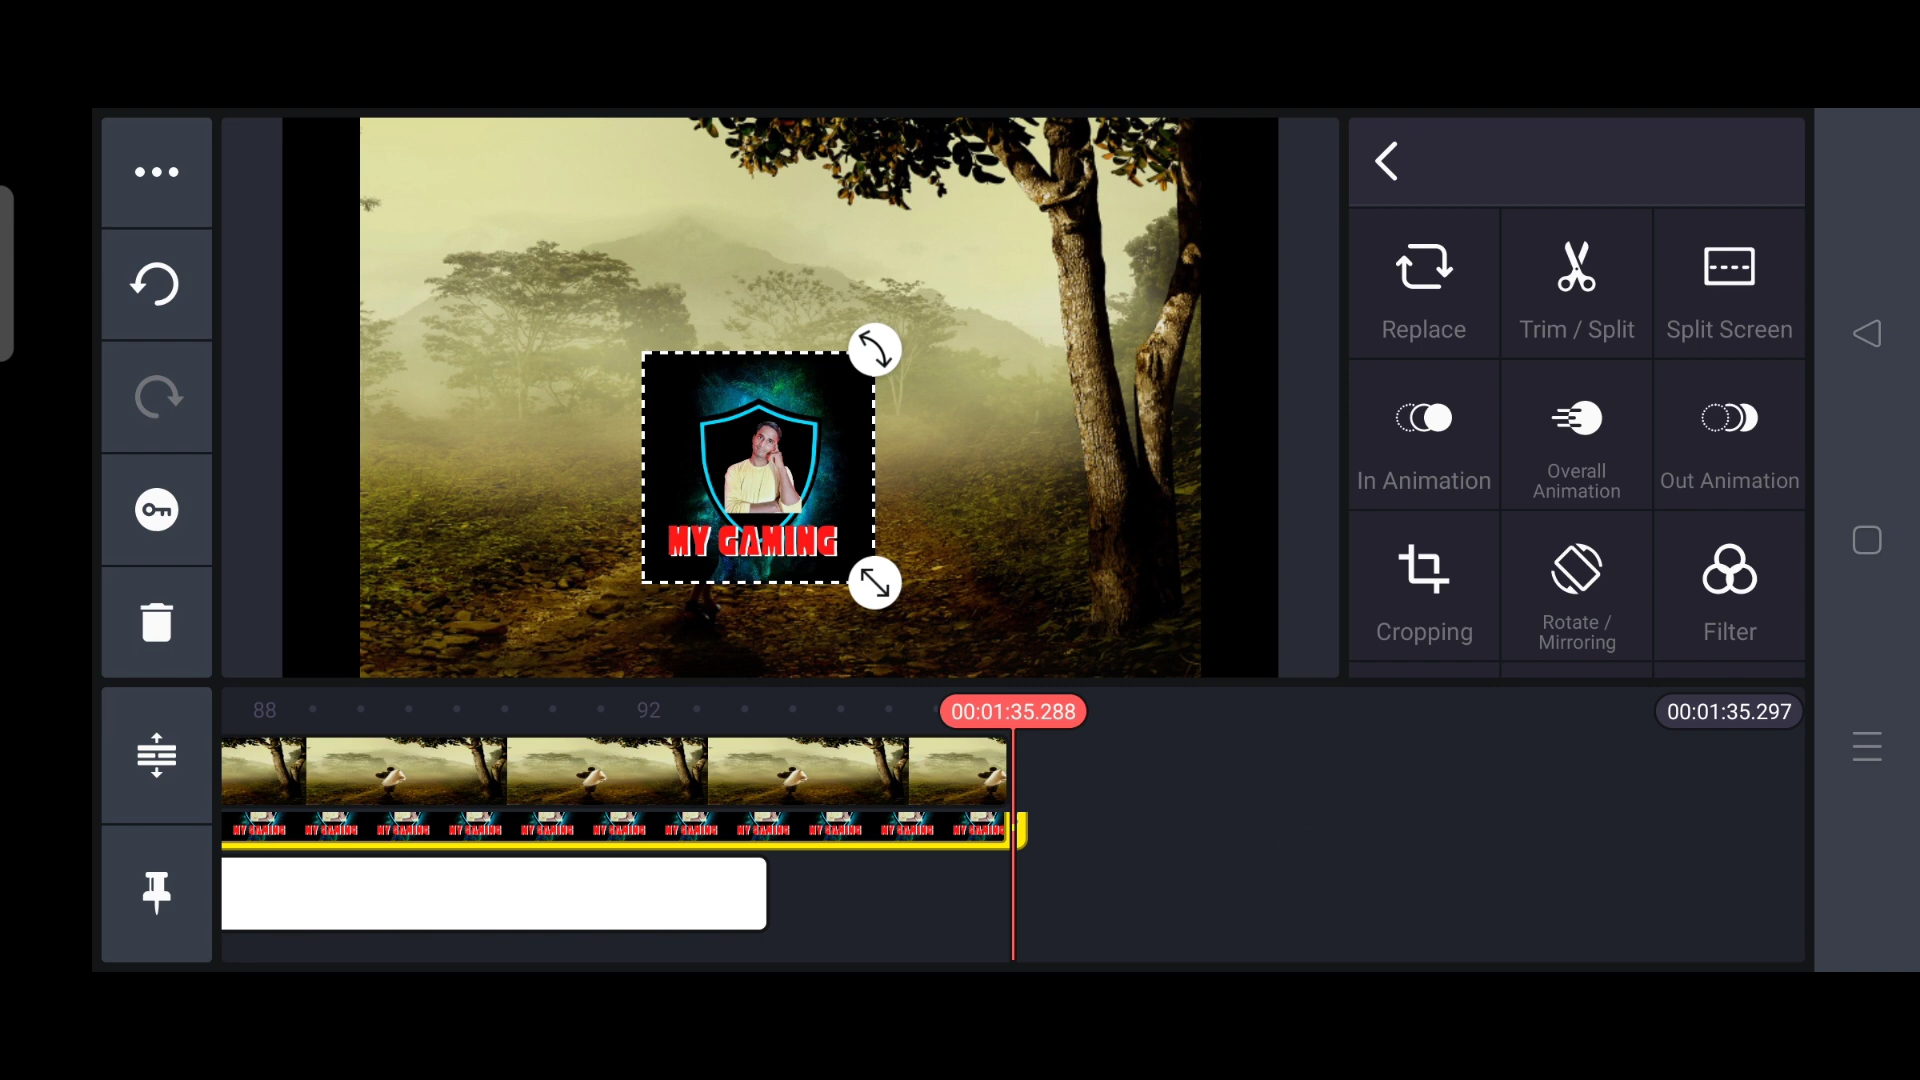 Replace
Trim / Split
Split Screen
In Animation
Overall
Animation
Out Animation
MY GAMING
Cropping
Rotate /
Mirroring
Filter
88
92
00:01:35.288
00:01:35.297
MY GAMING MY GAMING MY GAMING MY GAMING MY GAMING MY GAMING MY GAMING MY GAMING MY GAMING MY GAMING MY GAMING